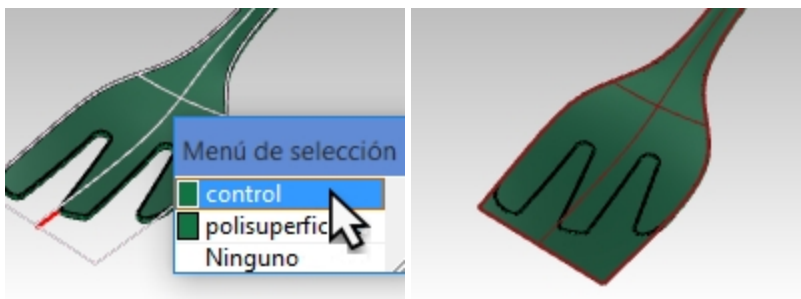 Menú de selección
control
polisuperfic
Ninguno